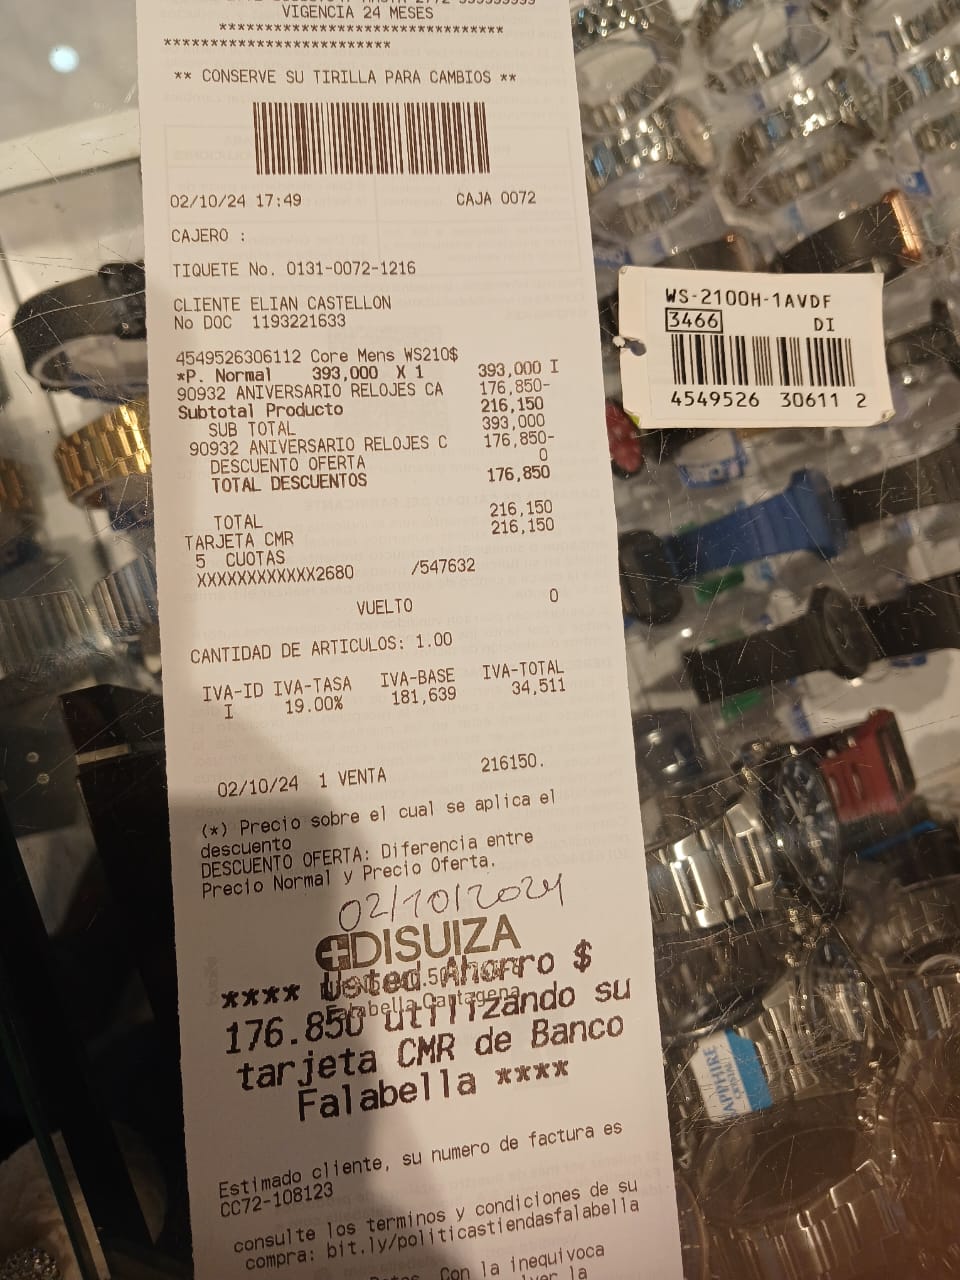 VIGENCIA 24 MESES
*******************************
*************************
** CONSERVE SU TIRILLA PARA CAMBIOS **
02/10/24 17:49 CAJA 0072
CAJERO :
TIQUETE No. 0131-0072-1216
CLIENTE ELIAN CASTELLON
No DOC 1193221633
4549526306112 Core Mens WS210$
*P. Normal 393,000 X 1 393,000 I
90932 ANIVERSARIO RELOJES CA 176,850-
Subtotal Producto 216,150
SUB TOTAL 393,000
90932 ANIVERSARIO RELOJES C 176,850-
DESCUENTO OFERTA 0
TOTAL DESCUENTOS 176,850
TOTAL 216,150
TARJETA CMR 216,150
5 CUOTAS
XXXXXXXXXXXX2680 /547632
VUELTO 0
CANTIDAD DE ARTICULOS: 1.00
IVA-ID IVA-TASA IVA-BASE IVA-TOTAL
I 19.00% 181,639 34,511
02/10/24 1 VENTA 216150.
(*) Precio sobre el cual se aplica el
descuento
DESCUENTO OFERTA: Diferencia entre
Precio Normal y Precio Oferta.
02/10/2024
DISUIZA
Falabella Cartagena
**** Usted Ahorro $
176.850 utilizando su
tarjeta CMR de Banco
Falabella ****
Estimado cliente, su numero de factura es
CC72-108123
consulte los terminos y condiciones de su
compra: bit.ly/politicastiendasfalabella
Con la inequivoca
la
WS-2100H-1AVDF
3466 DI
4549526 30611 2